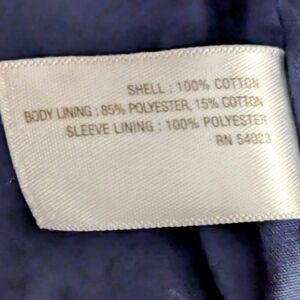 SHELL : 100% COTTON
BODY LINING : 85% POLYESTER, 15% COTTON
SLEEVE LINING : 100% POLYESTER
RN 54023